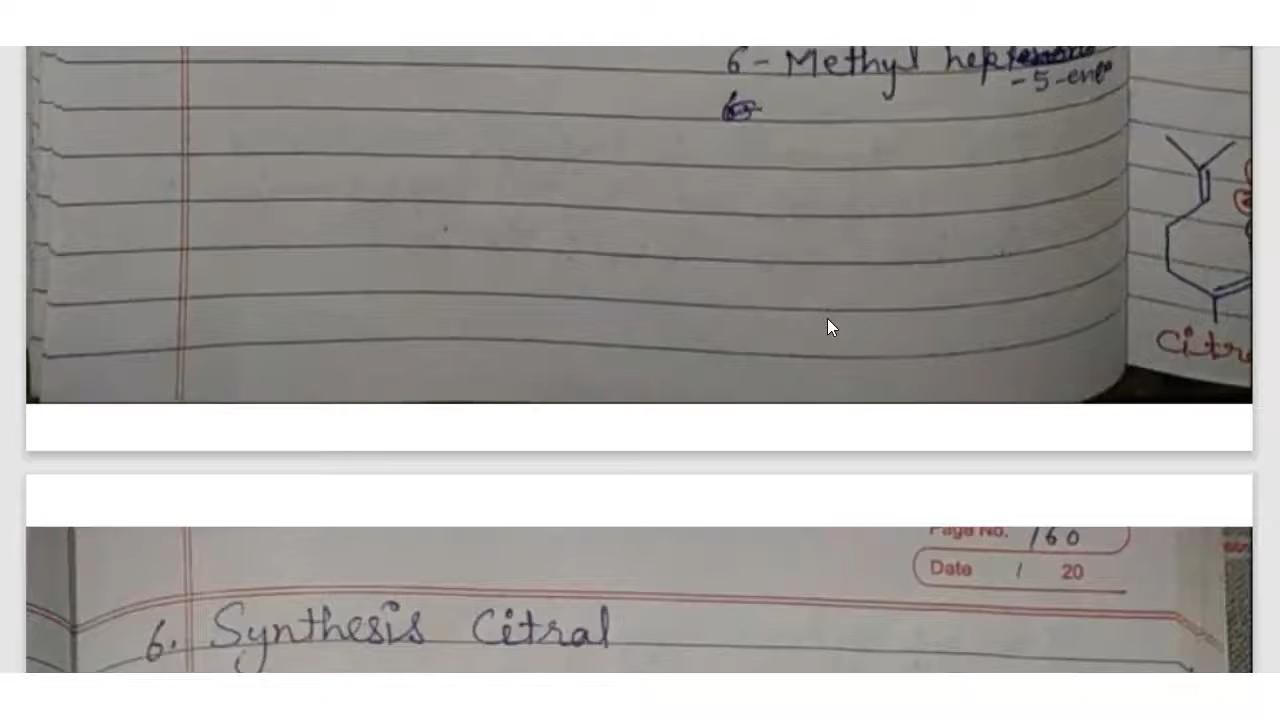 6 - Methyl hep
- 5 - ene
Citr
Page No. 160
Date / 20
6. Synthesis Citral